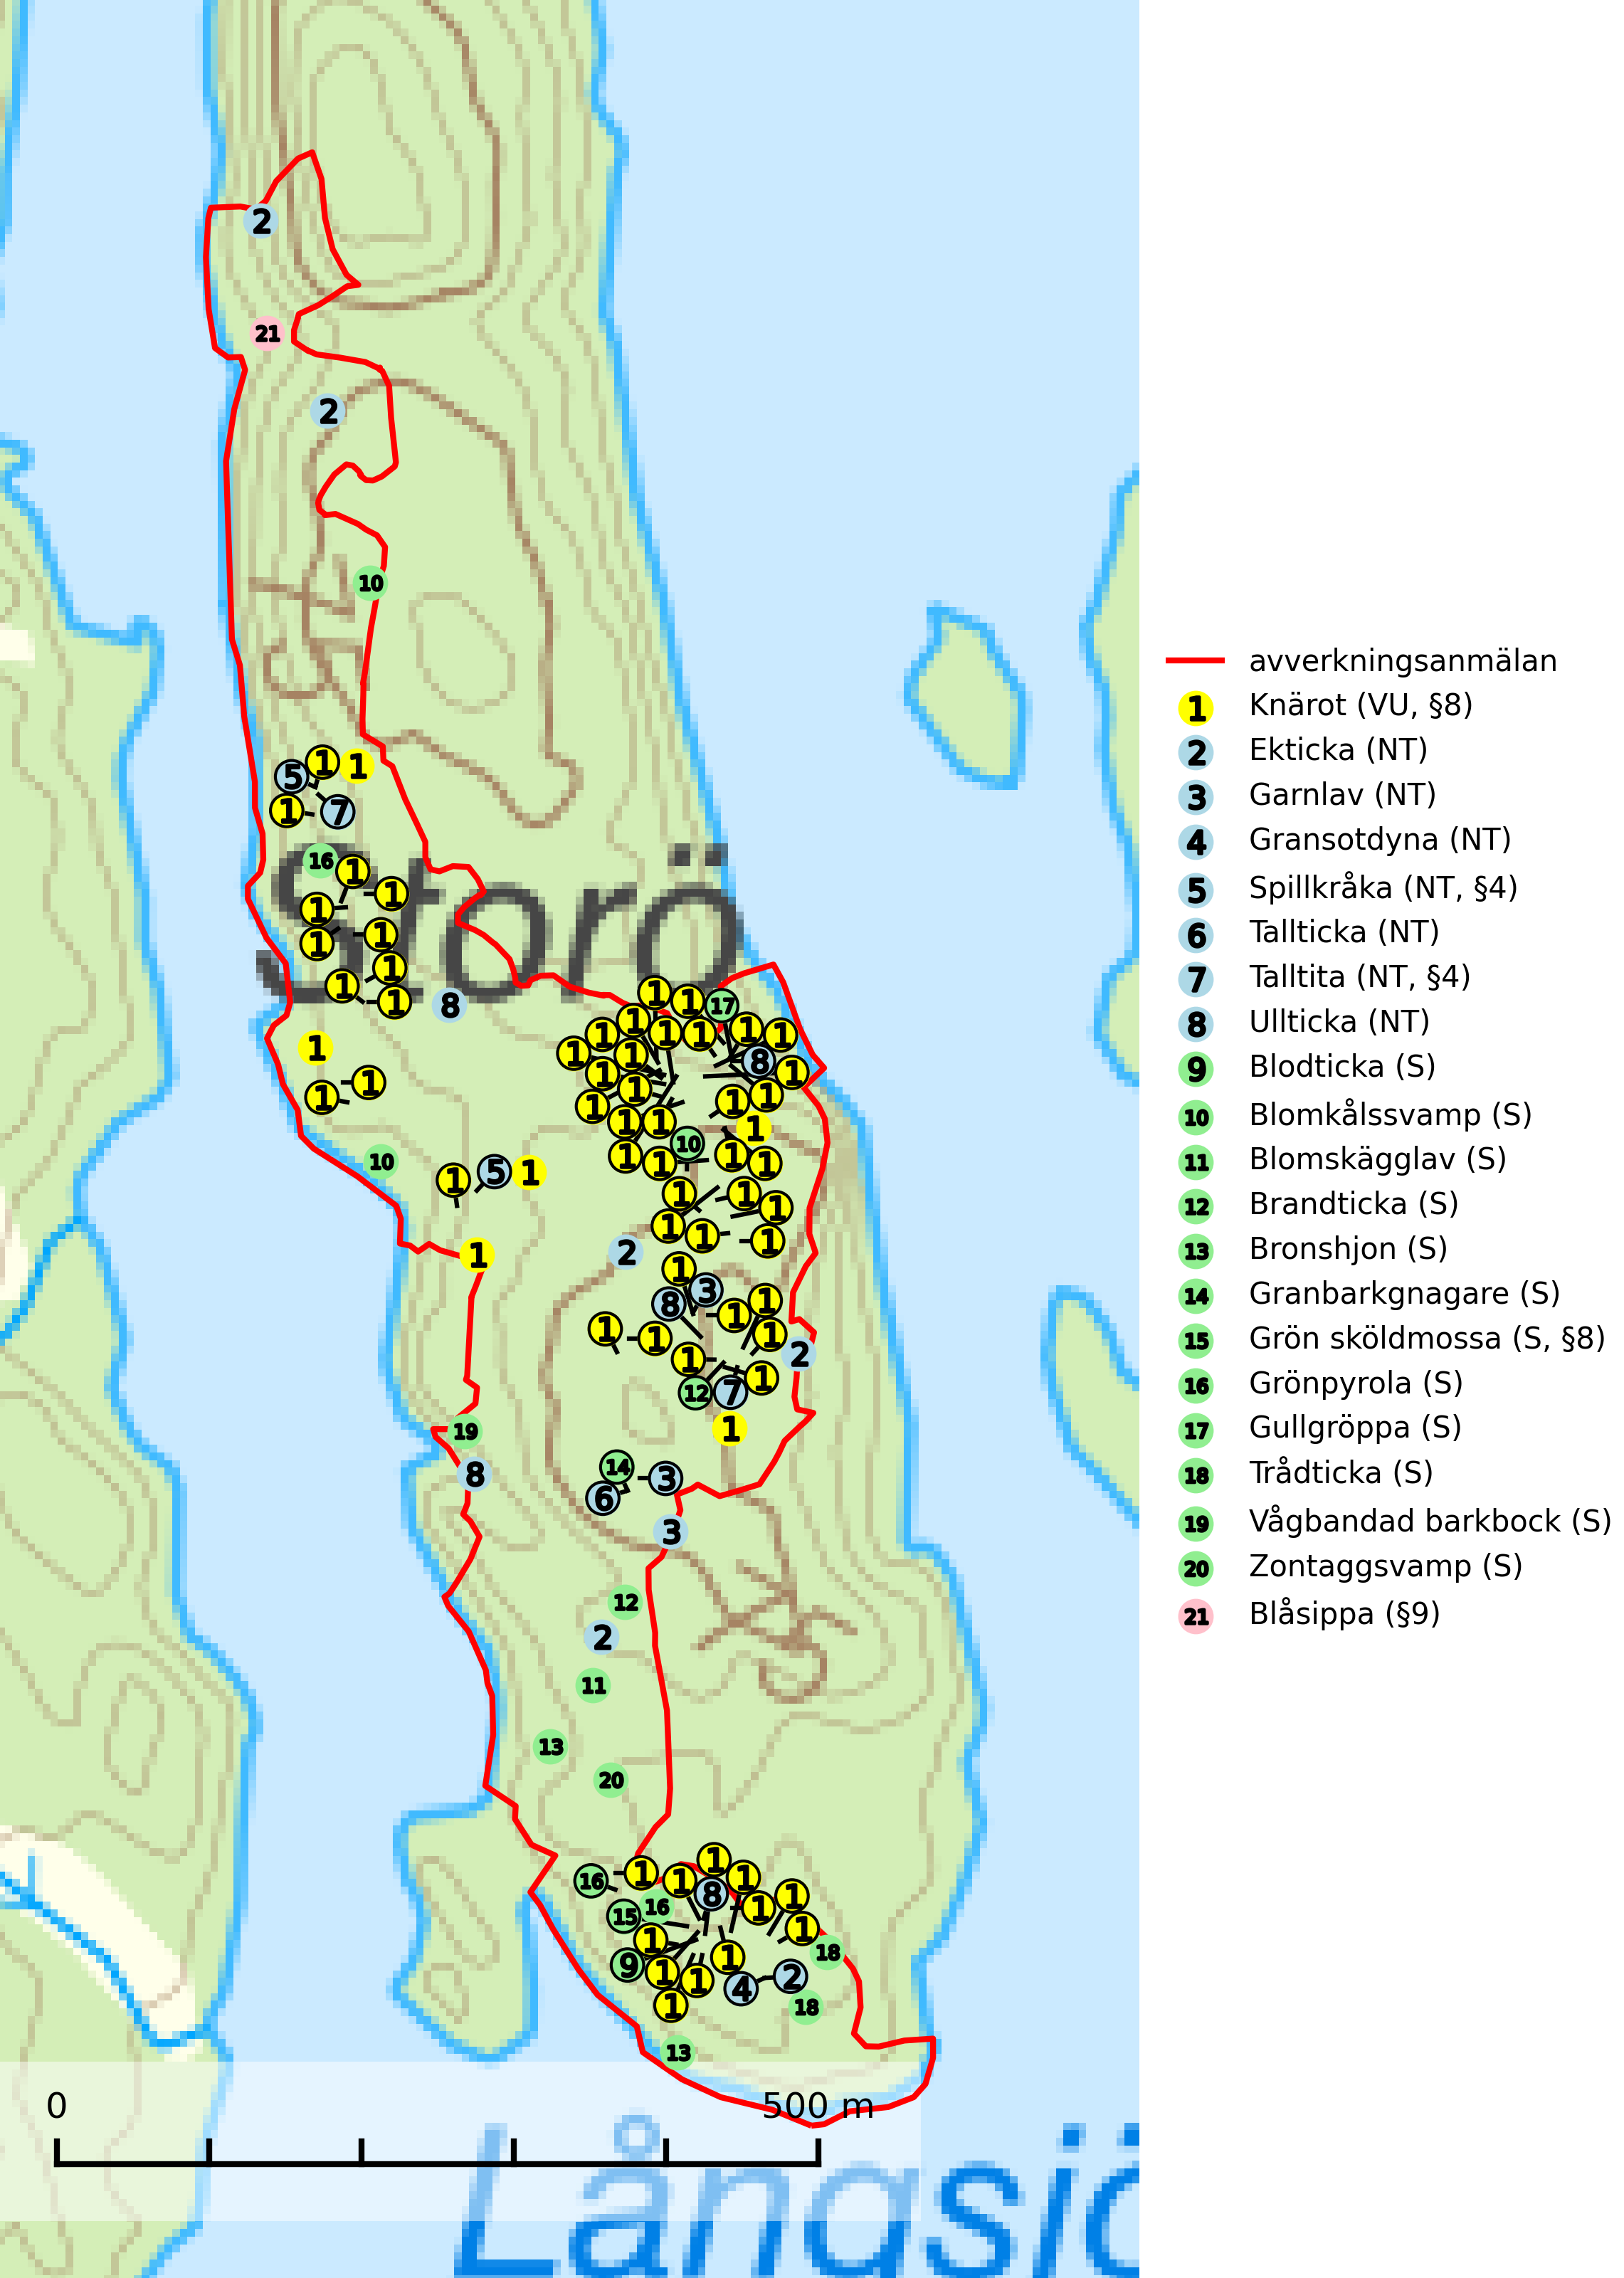 2
21
2
10
5 1 1
1 7
16 1
1
1
1 1
1
1 1
8
Storö
1
1 1
10
1 5 1
1
1 1 17
1 1 1
1 1 1 1
1 1 8
1 1 1
1 1 1
1 1 1
10
1 1 1 1
1 1 1
1 1 1
2
1
8 3 1
1 1 1 1
2
1 1
12 7
1
19
8
14 3
6
3
12
2
11
13
20
1
16 1 1 1
8 1 1
15 16 1
1 18
9 1 1 1
4 2
1 18
13
0 500 m
Långsjö
avverkningsanmälan
1 Knärot (VU, §8)
2 Ekticka (NT)
3 Garnlav (NT)
4 Gransotdyna (NT)
5 Spillkråka (NT, §4)
6 Tallticka (NT)
7 Talltita (NT, §4)
8 Ullticka (NT)
9 Blodticka (S)
10 Blomkålssvamp (S)
11 Blomskägglav (S)
12 Brandticka (S)
13 Bronshjon (S)
14 Granbarkgnagare (S)
15 Grön sköldmossa (S, §8)
16 Grönpyrola (S)
17 Gullgröppa (S)
18 Trådticka (S)
19 Vågbandad barkbock (S)
20 Zontaggsvamp (S)
21 Blåsippa (§9)